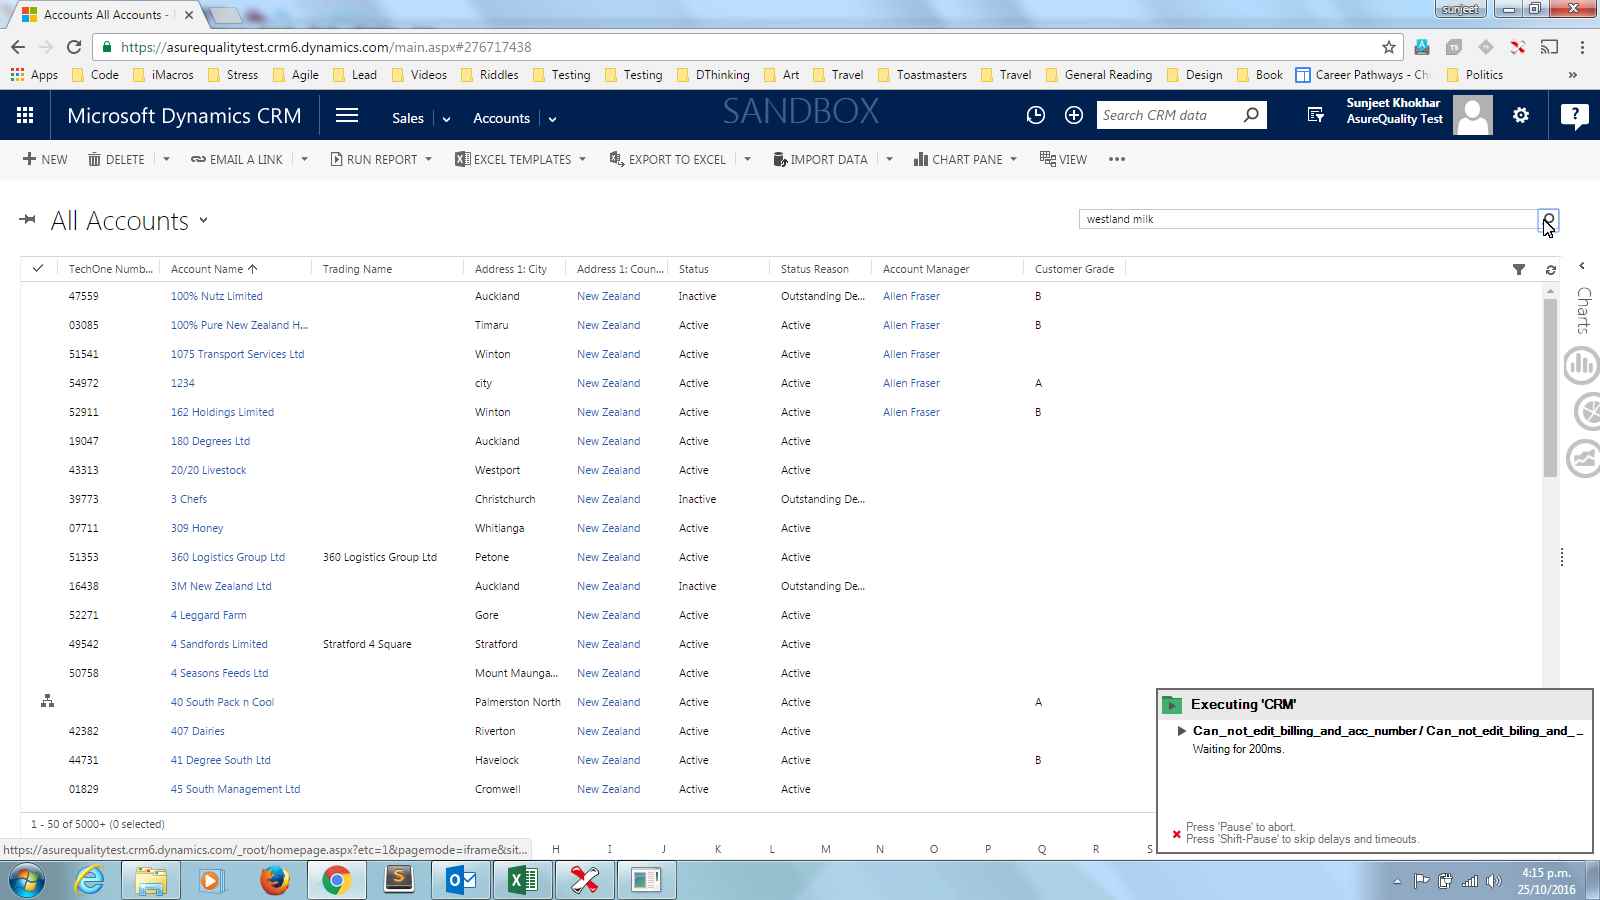 Accounts All Accounts -
sunjeet
https://asurequalitytest.crm6.dynamics.com/main.aspx#276717438
Apps Code iMacros Stress Agile Lead Videos Riddles Testing Testing DThinking Art Travel Toastmasters Travel General Reading Design Book Career Pathways - Politics »
Microsoft Dynamics CRM Sales Accounts SANDBOX Search CRM data Sunjeet Khokhar
AsureQuality Test
NEW DELETE EMAIL A LINK RUN REPORT EXCEL TEMPLATES EXPORT TO EXCEL IMPORT DATA CHART PANE VIEW •••
All Accounts westland milk
TechOne Numb... Account Name Trading Name Address 1: City Address 1: Coun... Status Status Reason Account Manager Customer Grade
Charts
47559 100% Nutz Limited Auckland New Zealand Inactive Outstanding De... Allen Fraser B
03085 100% Pure New Zealand H... Timaru New Zealand Active Active Allen Fraser B
51541 1075 Transport Services Ltd Winton New Zealand Active Active Allen Fraser
54972 1234 city New Zealand Active Active Allen Fraser A
52911 162 Holdings Limited Winton New Zealand Active Active Allen Fraser B
19047 180 Degrees Ltd Auckland New Zealand Active Active
43313 20/20 Livestock Westport New Zealand Active Active
39773 3 Chefs Christchurch New Zealand Inactive Outstanding De...
07711 309 Honey Whitianga New Zealand Active Active
51353 360 Logistics Group Ltd 360 Logistics Group Ltd Petone New Zealand Active Active
16438 3M New Zealand Ltd Auckland New Zealand Inactive Outstanding De...
52271 4 Leggard Farm Gore New Zealand Active Active
49542 4 Sandfords Limited Stratford 4 Square Stratford New Zealand Active Active
50758 4 Seasons Feeds Ltd Mount Maunga... New Zealand Active Active
40 South Pack n Cool Palmerston North New Zealand Active Active A
42382 407 Dairies Riverton New Zealand Active Active
44731 41 Degree South Ltd Havelock New Zealand Active Active B
01829 45 South Management Ltd Cromwell New Zealand Active Active
1 - 50 of 5000+ (0 selected)
https://asurequalitytest.crm6.dynamics.com/_root/homepage.aspx?etc=1&pagemode=iframe&sit...
H I J K L M N O P Q R S
Executing 'CRM'
Can_not_edit_billing_and_acc_number / Can_not_edit_biling_and_...
Waiting for 200ms.
Press 'Pause' to abort.
Press 'Shift-Pause' to skip delays and timeouts.
4:15 p.m.
25/10/2016